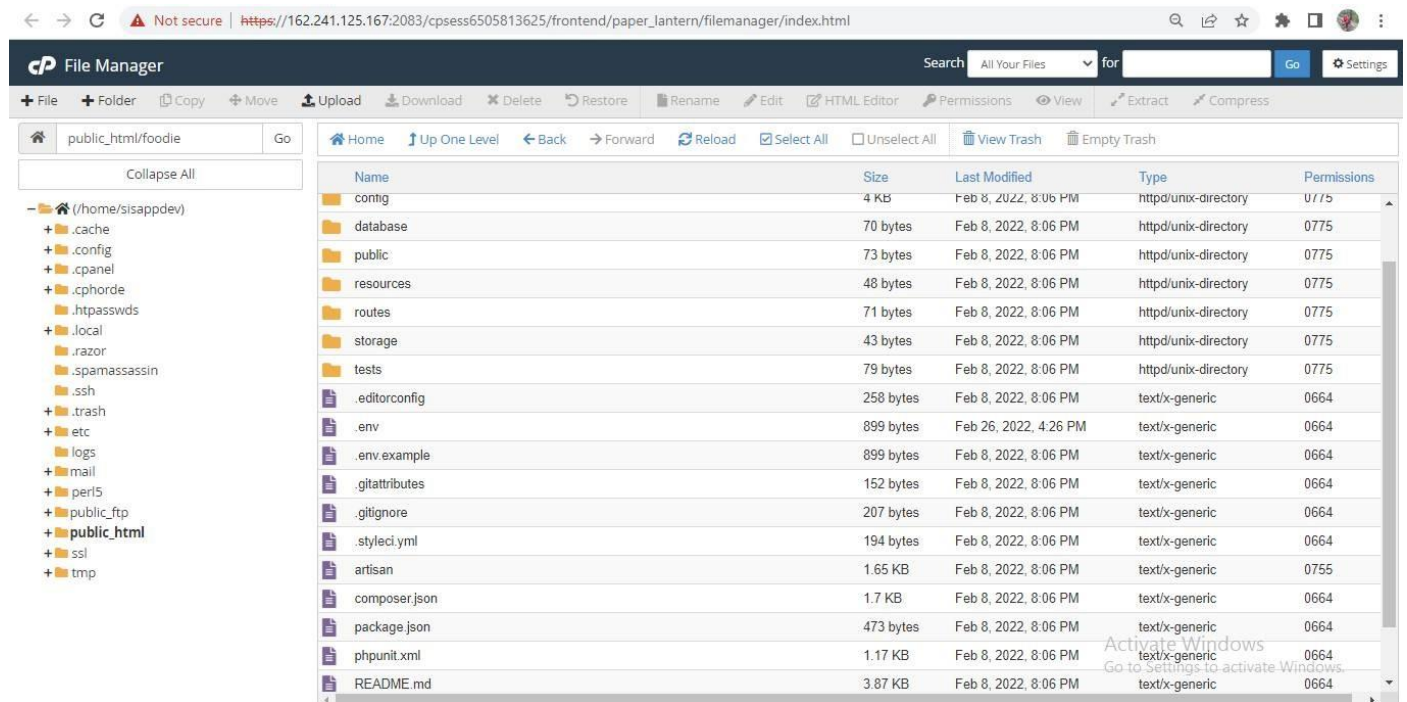 Not secure | https://162.241.125.167:2083/cpsess6505813625/frontend/paper_lantern/filemanager/index.html
cP File Manager
Search All Your Files for Go Settings
+ File + Folder Copy Move Upload Download Delete Restore Rename Edit HTML Editor Permissions View Extract Compress
public_html/foodie Go
Home Up One Level Back Forward Reload Select All Unselect All View Trash Empty Trash
Collapse All
(/home/sisappdev)
.cache
.config
.cpanel
.cphorde
.htpasswds
.local
.razor
.spamassassin
.ssh
.trash
etc
logs
mail
perl5
public_ftp
public_html
ssl
tmp
Name Size Last Modified Type Permissions
config 4 KB Feb 8, 2022, 8:06 PM httpd/unix-directory 0775
database 70 bytes Feb 8, 2022, 8:06 PM httpd/unix-directory 0775
public 73 bytes Feb 8, 2022, 8:06 PM httpd/unix-directory 0775
resources 48 bytes Feb 8, 2022, 8:06 PM httpd/unix-directory 0775
routes 71 bytes Feb 8, 2022, 8:06 PM httpd/unix-directory 0775
storage 43 bytes Feb 8, 2022, 8:06 PM httpd/unix-directory 0775
tests 79 bytes Feb 8, 2022, 8:06 PM httpd/unix-directory 0775
.editorconfig 258 bytes Feb 8, 2022, 8:06 PM text/x-generic 0664
.env 899 bytes Feb 26, 2022, 4:26 PM text/x-generic 0664
.env.example 899 bytes Feb 8, 2022, 8:06 PM text/x-generic 0664
.gitattributes 152 bytes Feb 8, 2022, 8:06 PM text/x-generic 0664
.gitignore 207 bytes Feb 8, 2022, 8:06 PM text/x-generic 0664
.styleci.yml 194 bytes Feb 8, 2022, 8:06 PM text/x-generic 0664
artisan 1.65 KB Feb 8, 2022, 8:06 PM text/x-generic 0755
composer.json 1.7 KB Feb 8, 2022, 8:06 PM text/x-generic 0664
package.json 473 bytes Feb 8, 2022, 8:06 PM text/x-generic 0664
phpunit.xml 1.17 KB Feb 8, 2022, 8:06 PM text/x-generic 0664
README.md 3.87 KB Feb 8, 2022, 8:06 PM text/x-generic 0664
Activate Windows
Go to Settings to activate Windows.